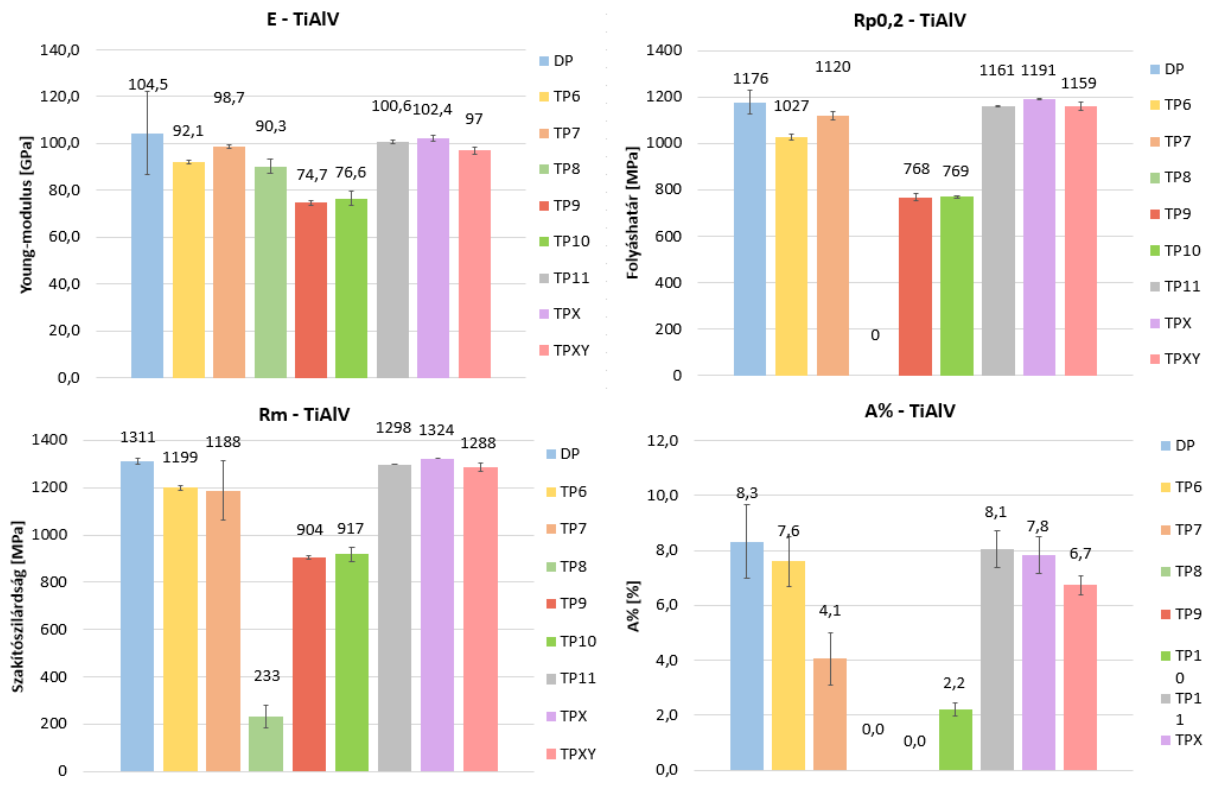 E - TiAlV
Young-modulus [GPa]
140,0
120,0
100,0
80,0
60,0
40,0
20,0
0,0
104,5
92,1
98,7
90,3
74,7
76,6
100,6
102,4
97
DP
TP6
TP7
TP8
TP9
TP10
TP11
TPX
TPXY
Rp0,2 - TiAlV
Folyáshatár [MPa]
1400
1200
1000
800
600
400
200
0
1176
1027
1120
0
768
769
1161
1191
1159
DP
TP6
TP7
TP8
TP9
TP10
TP11
TPX
TPXY
Rm - TiAlV
Szakítószilárdság [MPa]
1400
1200
1000
800
600
400
200
0
1311
1199
1188
233
904
917
1298
1324
1288
DP
TP6
TP7
TP8
TP9
TP10
TP11
TPX
TPXY
A% - TiAlV
A% [%]
12,0
10,0
8,0
6,0
4,0
2,0
0,0
8,3
7,6
4,1
0,0
0,0
2,2
8,1
7,8
6,7
DP
TP6
TP7
TP8
TP9
TP1
0
TP1
1
TPX